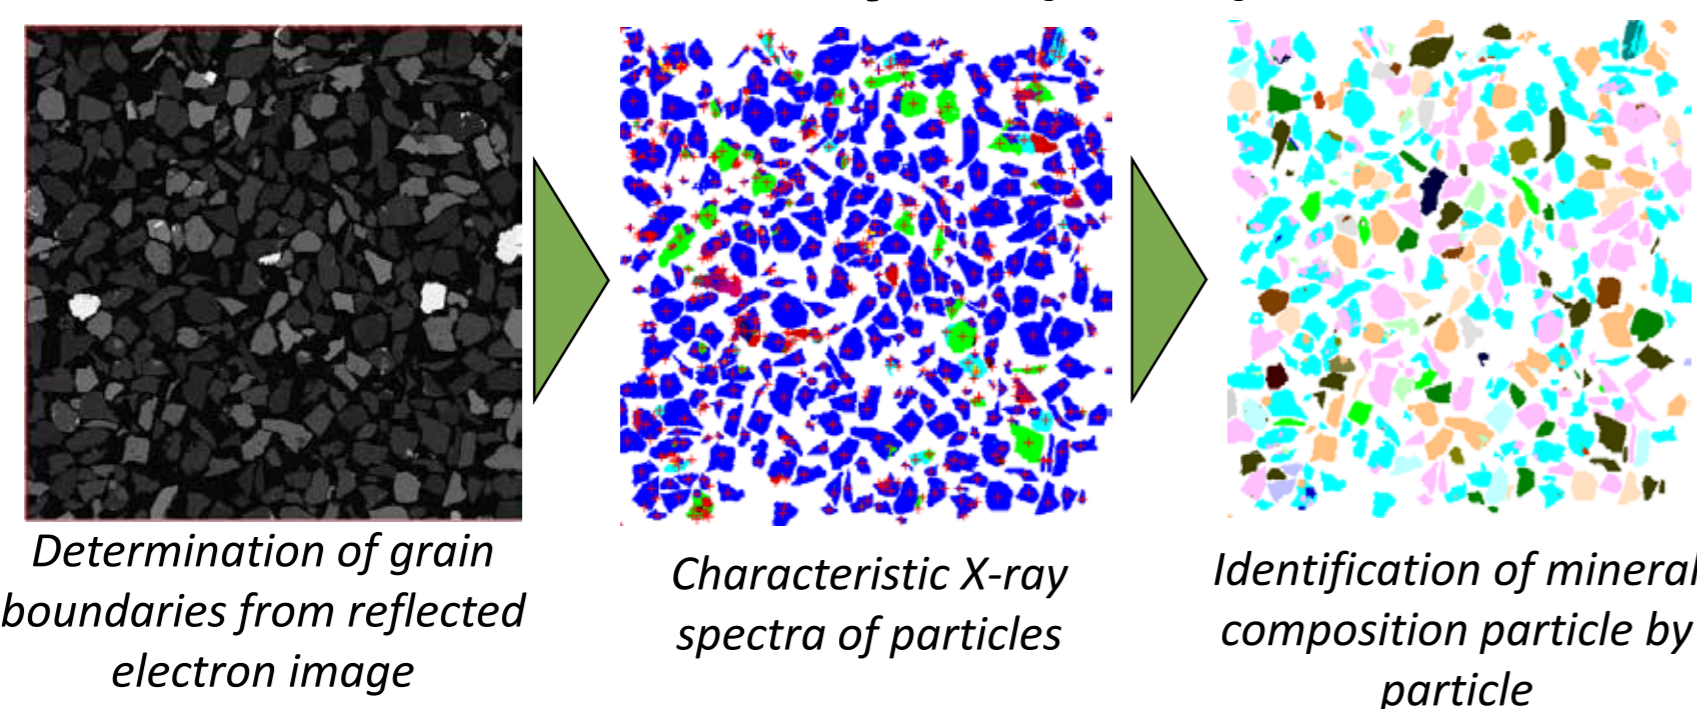 Determination of grain
boundaries from reflected
electron image
Characteristic X-ray
spectra of particles
Identification of mineral
composition particle by
particle